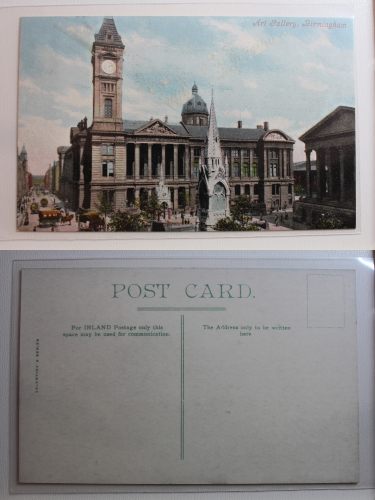 Art Gallery, Birmingham
POST CARD.
For INLAND Postage only this
space may be used for communication.
The Address only to be written
here